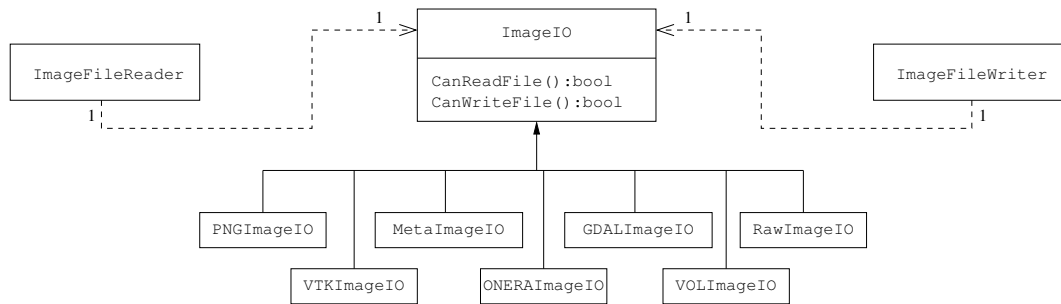 1
1
ImageIO
ImageFileReader
ImageFileWriter
CanReadFile():bool
CanWriteFile():bool
1
1
PNGImageIO
MetaImageIO
GDALImageIO
RawImageIO
VTKImageIO
ONERAImageIO
VOLImageIO